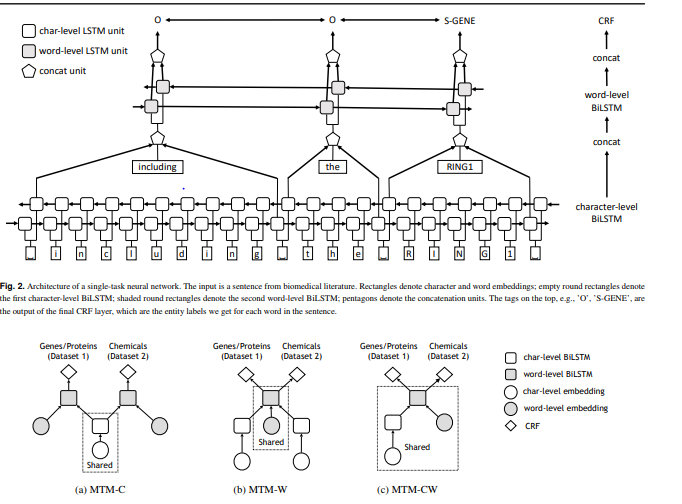 O O S-GENE CRF
char-level LSTM unit
word-level LSTM unit
concat unit
concat
word-level
BiLSTM
concat
including the RING1
character-level
BiLSTM
_ i n c l u d i n g _ t h e _ R I N G 1 _
Fig. 2. Architecture of a single-task neural network. The input is a sentence from biomedical literature. Rectangles denote character and word embeddings; empty round rectangles denote
the first character-level BiLSTM; shaded round rectangles denote the second word-level BiLSTM; pentagons denote the concatenation units. The tags on the top, e.g., 'O', 'S-GENE', are
the output of the final CRF layer, which are the entity labels we get for each word in the sentence.
Genes/Proteins Chemicals
(Dataset 1) (Dataset 2)
Shared
(a) MTM-C
Genes/Proteins Chemicals
(Dataset 1) (Dataset 2)
Shared
(b) MTM-W
Genes/Proteins Chemicals
(Dataset 1) (Dataset 2)
Shared
(c) MTM-CW
char-level BiLSTM
word-level BiLSTM
char-level embedding
word-level embedding
CRF